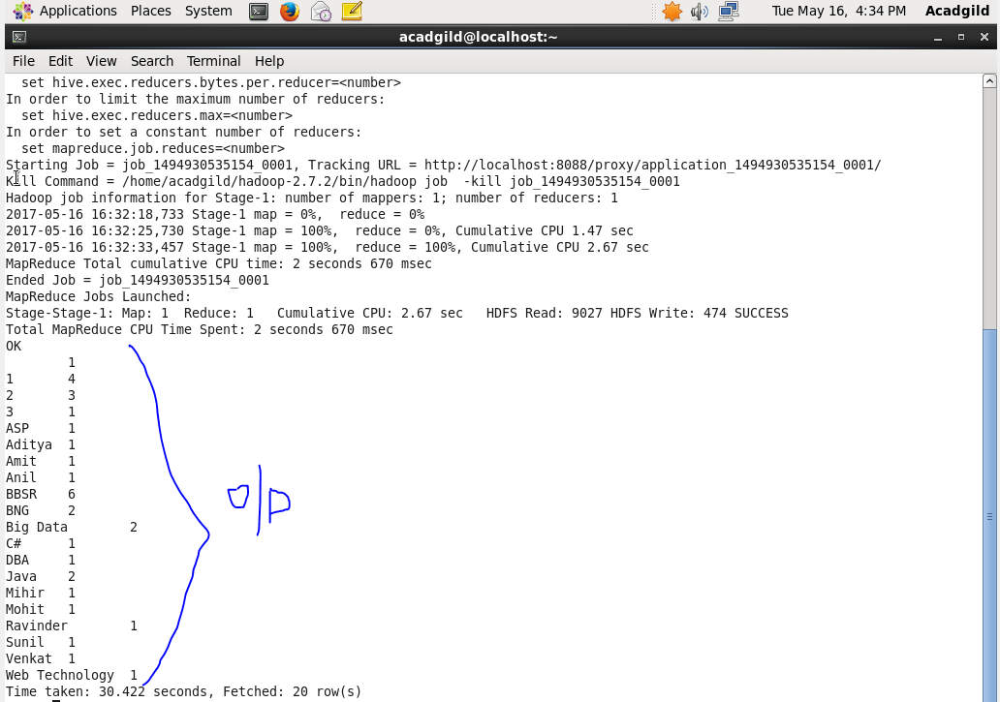 Applications Places System Tue May 16, 4:34 PM Acadgild
acadgild@localhost:~
File Edit View Search Terminal Help
set hive.exec.reducers.bytes.per.reducer=<number>
In order to limit the maximum number of reducers:
set hive.exec.reducers.max=<number>
In order to set a constant number of reducers:
set mapreduce.job.reduces=<number>
Starting Job = job_1494930535154_0001, Tracking URL = http://localhost:8088/proxy/application_1494930535154_0001/
Kill Command = /home/acadgild/hadoop-2.7.2/bin/hadoop job  -kill job_1494930535154_0001
Hadoop job information for Stage-1: number of mappers: 1; number of reducers: 1
2017-05-16 16:32:18,733 Stage-1 map = 0%,  reduce = 0%
2017-05-16 16:32:25,730 Stage-1 map = 100%,  reduce = 0%, Cumulative CPU 1.47 sec
2017-05-16 16:32:33,457 Stage-1 map = 100%,  reduce = 100%, Cumulative CPU 2.67 sec
MapReduce Total cumulative CPU time: 2 seconds 670 msec
Ended Job = job_1494930535154_0001
MapReduce Jobs Launched:
Stage-Stage-1: Map: 1  Reduce: 1   Cumulative CPU: 2.67 sec   HDFS Read: 9027 HDFS Write: 474 SUCCESS
Total MapReduce CPU Time Spent: 2 seconds 670 msec
OK
1
1 4
2 3
3 1
ASP 1
Aditya 1
Amit 1
Anil 1
BBSR 6
o/p
BNG 2
Big Data 2
C# 1
DBA 1
Java 2
Mihir 1
Mohit 1
Ravinder 1
Sunil 1
Venkat 1
Web Technology 1
Time taken: 30.422 seconds, Fetched: 20 row(s)